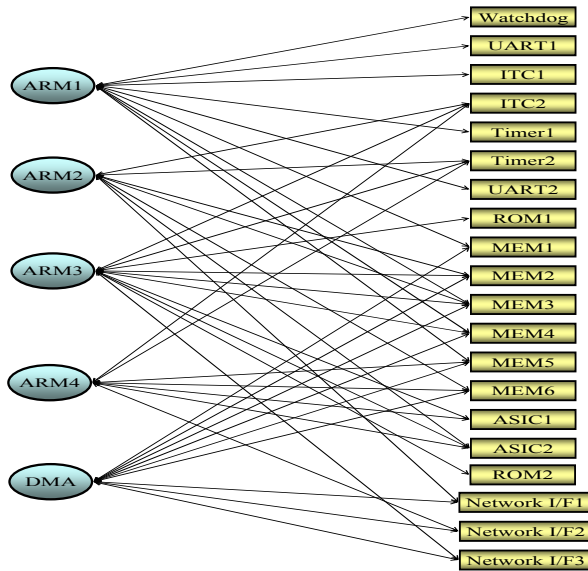 Watchdog
UART1
ITC1
ITC2
Timer1
Timer2
UART2
ROM1
MEM1
MEM2
MEM3
MEM4
MEM5
MEM6
ASIC1
ASIC2
ROM2
Network I/F1
Network I/F2
Network I/F3
ARM1
ARM2
ARM3
ARM4
DMA